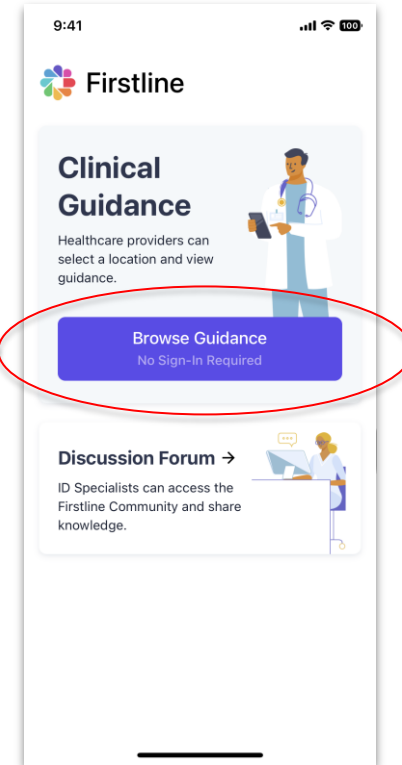 9:41
100
Firstline
Clinical
Guidance
Healthcare providers can
select a location and view
guidance.
Browse Guidance
No Sign-In Required
Discussion Forum →
ID Specialists can access the
Firstline Community and share
knowledge.